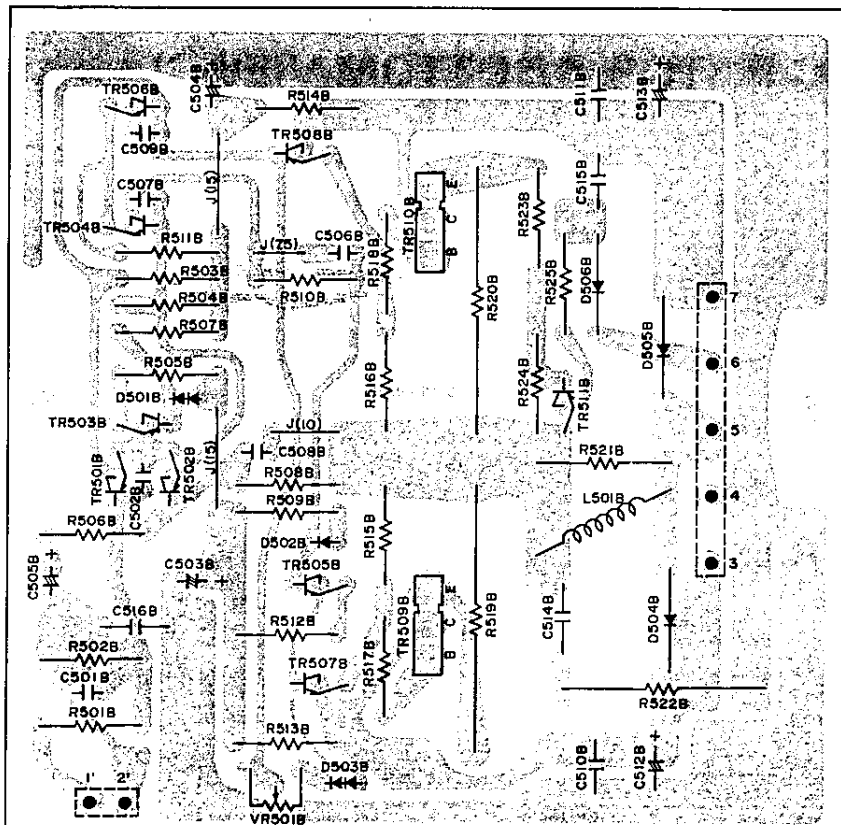 C504B
+
TR506B
R514B
C511B
C513B
+
C509B
TR508B
C507B
J(15)
C515B
TR510B
E
C
B
TR504B
R523B
R511B
J(7.5)
C506B
R518B
R503B
R510B
R525B
D506B
R504B
R520B
7
R507B
D505B
R505B
R516B
R524B
6
D501B
TR511B
TR503B
J(10)
5
TR501B
C502B
TR502B
J(15)
C508B
R521B
R508B
L501B
4
R509B
R506B
R515B
D502B
C505B
+
C503B
+
TR505B
3
C516B
R512B
TR509B
E
C
B
R519B
C514B
D504B
R502B
C501B
TR507B
R517B
R501B
R522B
R513B
C510B
C512B
+
1'
2'
D503B
VR501B